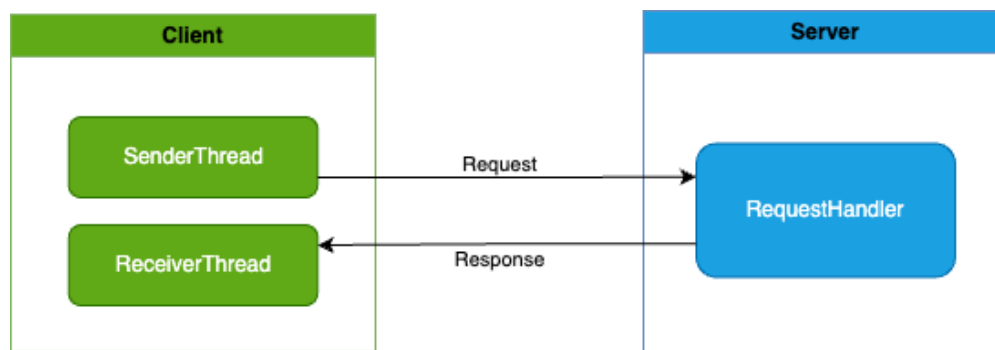 Client
Server
SenderThread
Request
RequestHandler
ReceiverThread
Response